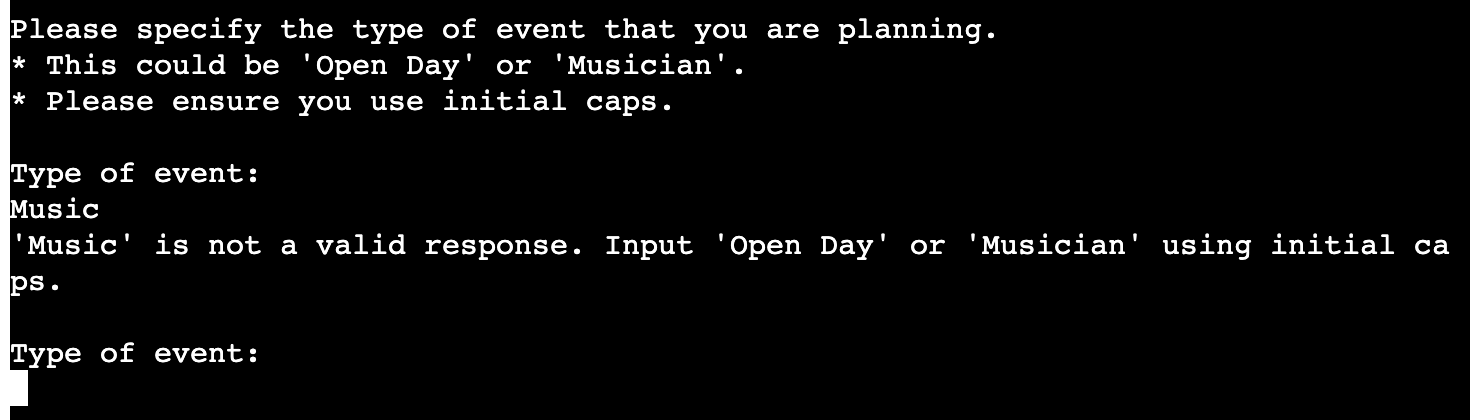 Please specify the type of event that you are planning.
* This could be 'Open Day' or 'Musician'.
* Please ensure you use initial caps.
Type of event:
Music
'Music' is not a valid response. Input 'Open Day' or 'Musician' using initial ca
ps.
Type of event: